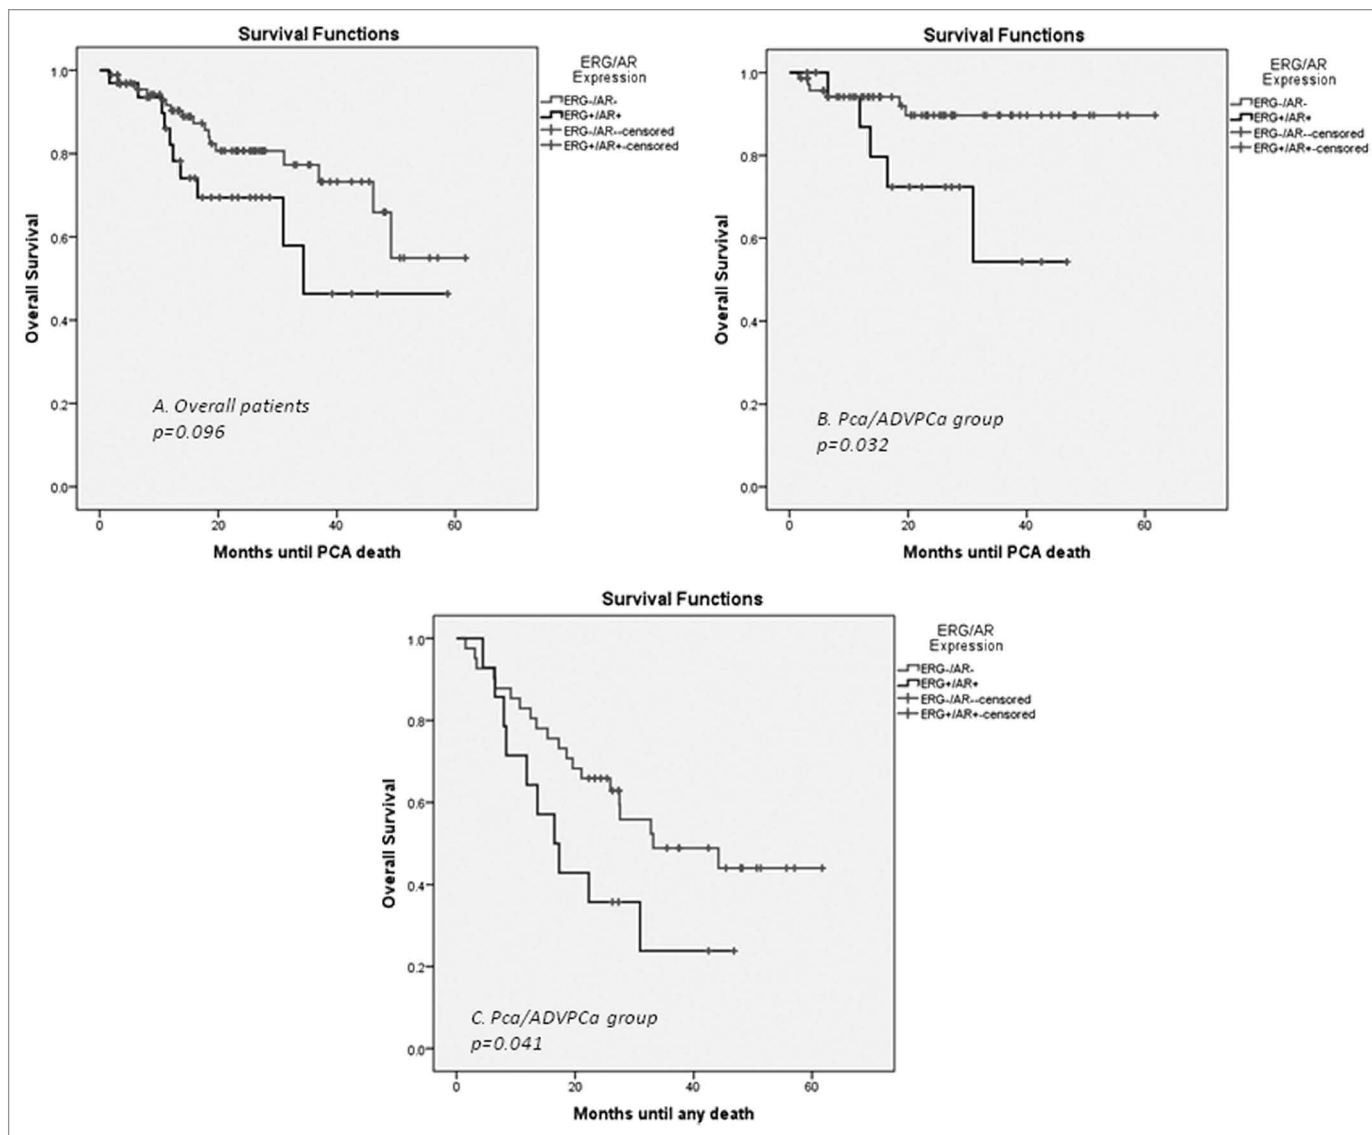 Survival Functions
Overall Survival
1.0
0.8
0.6
0.4
0.2
0.0
0
20
40
60
Months until PCA death
A. Overall patients
p=0.096
ERG/AR
Expression
ERG-/AR-
ERG+/AR+
ERG-/AR--censored
ERG+/AR+-censored
Survival Functions
Overall Survival
1.0
0.8
0.6
0.4
0.2
0.0
0
20
40
60
Months until PCA death
B. Pca/ADVPCa group
p=0.032
ERG/AR
Expression
ERG-/AR-
ERG+/AR+
ERG-/AR--censored
ERG+/AR+-censored
Survival Functions
Overall Survival
1.0
0.8
0.6
0.4
0.2
0.0
0
20
40
60
Months until any death
C. Pca/ADVPCa group
p=0.041
ERG/AR
Expression
ERG-/AR-
ERG+/AR+
ERG-/AR--censored
ERG+/AR+-censored